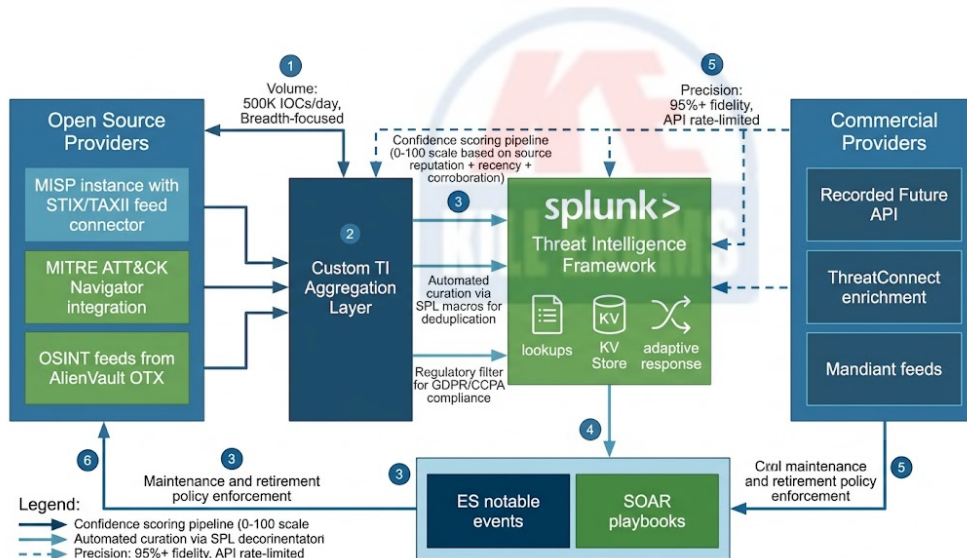 1
Volume:
500K IOCs/day,
Breadth-focused
5
Precision:
95%+ fidelity,
API rate-limited
Open Source
Providers
MISP instance with
STIX/TAXII feed
connector
MITRE ATT&CK
Navigator
integration
OSINT feeds from
AlienVault OTX
Confidence scoring pipeline
(0-100 scale based on source
reputation + recency +
corroboration)
2
Custom TI
Aggregation
Layer
3
Automated
curation via
SPL macros for
deduplication
Regulatory filter
for GDPR/CCPA
compliance
KILLEXAMS
splunk>
Threat Intelligence
Framework
lookups
KV
KV
Store
adaptive
response
Commercial
Providers
Recorded Future
API
ThreatConnect
enrichment
Mandiant feeds
4
6
3
Maintenance and retirement
policy enforcement
3
ES notable
events
SOAR
playbooks
5
maintenance
and retirement policy
enforcement
Legend:
Confidence scoring pipeline (0-100 scale
Automated curation via SPL decorinentatori
Precision: 95%+ fidelity, API rate-limited